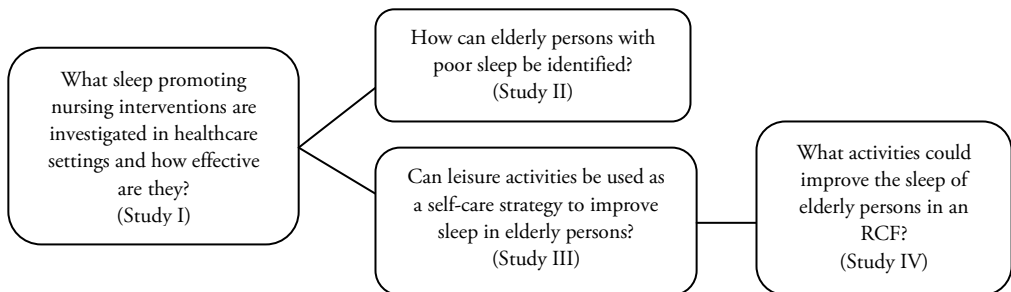 What sleep promoting
nursing interventions are
investigated in healthcare
settings and how effective
are they?
(Study I)
How can elderly persons with
poor sleep be identified?
(Study II)
Can leisure activities be used as
a self-care strategy to improve
sleep in elderly persons?
(Study III)
What activities could
improve the sleep of
elderly persons in an
RCF?
(Study IV)